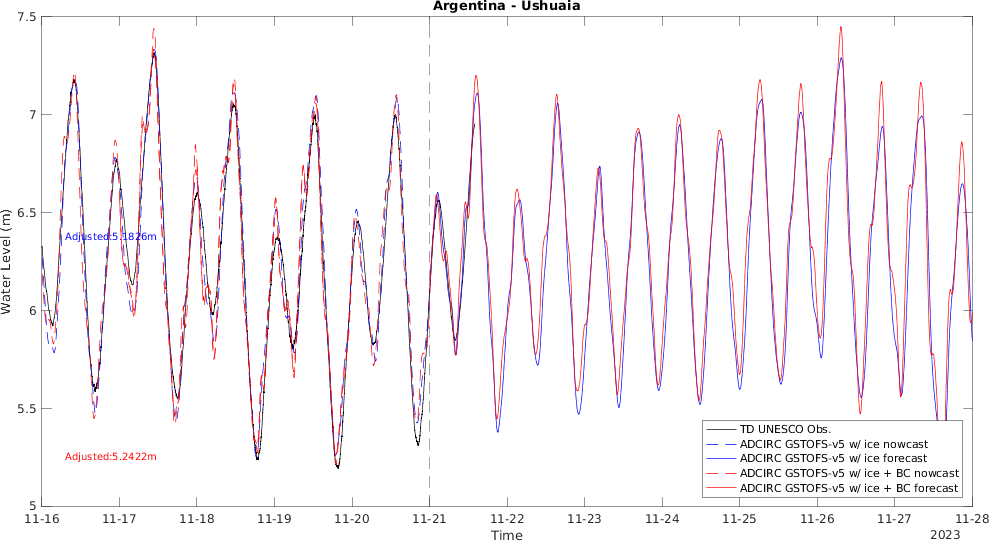 Argentina - Ushuaia
7.5
7
6.5
6
5.5
5
Water Level (m)
Adjusted:5.1826m
Adjusted:5.2422m
TD UNESCO Obs.
ADCIRC GSTOFS-v5 w/ ice nowcast
ADCIRC GSTOFS-v5 w/ ice forecast
ADCIRC GSTOFS-v5 w/ ice + BC nowcast
ADCIRC GSTOFS-v5 w/ ice + BC forecast
11-16 11-17 11-18 11-19 11-20 11-21 11-22 11-23 11-24 11-25 11-26 11-27 11-28
Time
2023